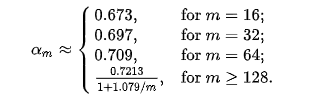 α_m ≈ { 0.673, for m = 16;
0.697, for m = 32;
0.709, for m = 64;
0.7213 / 1+1.079/m , for m ≥ 128.